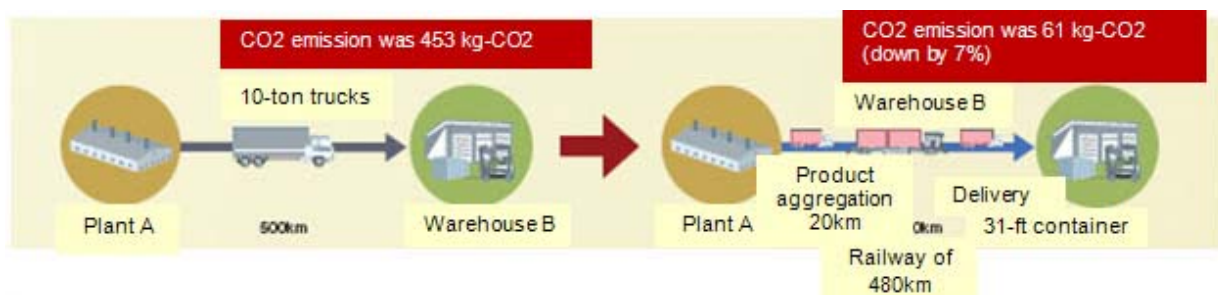 CO2 emission was 453 kg-CO2
10-ton trucks
Plant A
500km
Warehouse B
CO2 emission was 61 kg-CO2
(down by 7%)
Warehouse B
Plant A
Product
aggregation
20km
Delivery
0km
31-ft container
Railway of
480km